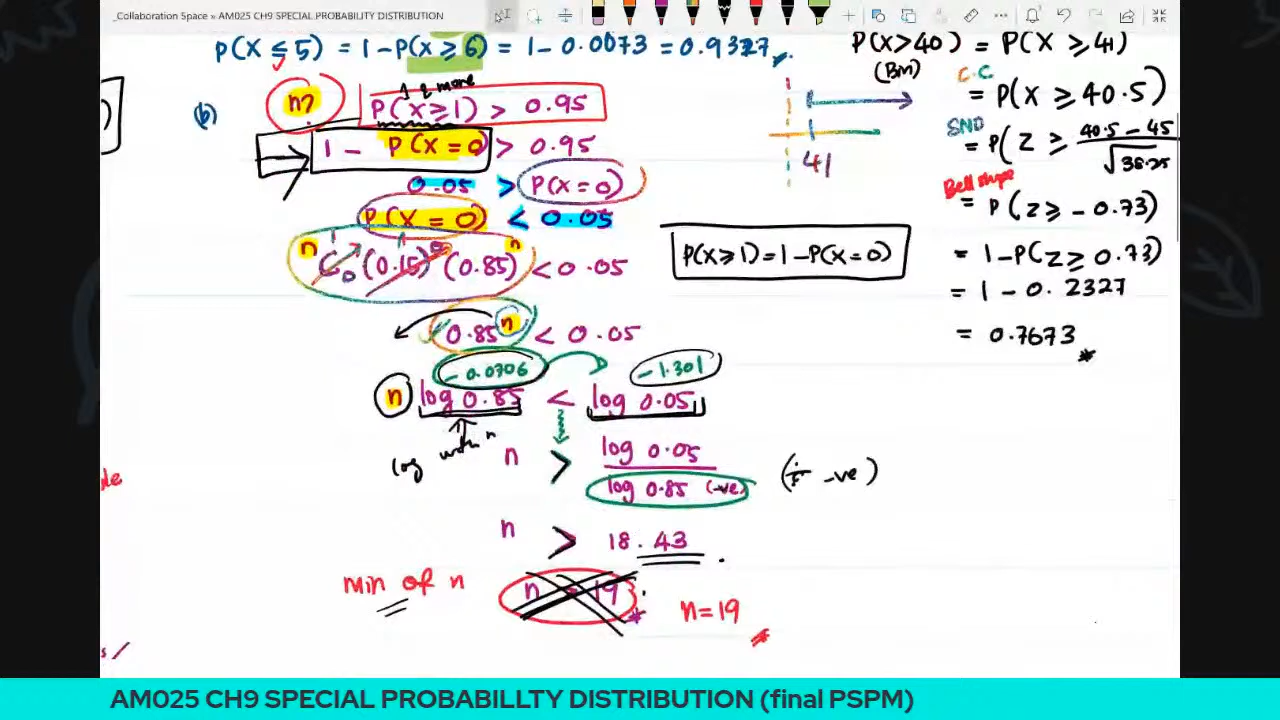 _Collaboration Space » AM025 CH9 SPECIAL PROBABILITY DISTRIBUTION
P(X ≤ 5) = 1 - P(X ≥ 6) = 1 - 0.0073 = 0.9327
(b)
n?
1 & more
P(X ≥ 1) > 0.95
1 - P(X = 0) > 0.95
0.05 > P(X = 0)
P(X = 0) < 0.05
ⁿC₀ (0.15)⁰ (0.85)ⁿ < 0.05
0.85ⁿ < 0.05
-0.0706 -1.301
n log 0.85 < log 0.05
log
n > log 0.05 / log 0.85 (-ve) (÷ -ve)
n > 18.43
min of n
n = 19
n = 19
P(X ≥ 1) = 1 - P(X = 0)
P(X > 40) = P(X ≥ 41)
(BM)
C.C
= P(X ≥ 40.5)
41
SND
= P(Z ≥ 40.5 - 45 / √38.25
Bell shape
= P(Z ≥ -0.73)
= 1 - P(Z ≥ 0.73)
= 1 - 0.2327
= 0.7673
AM025 CH9 SPECIAL PROBABILLTY DISTRIBUTION (final PSPM)